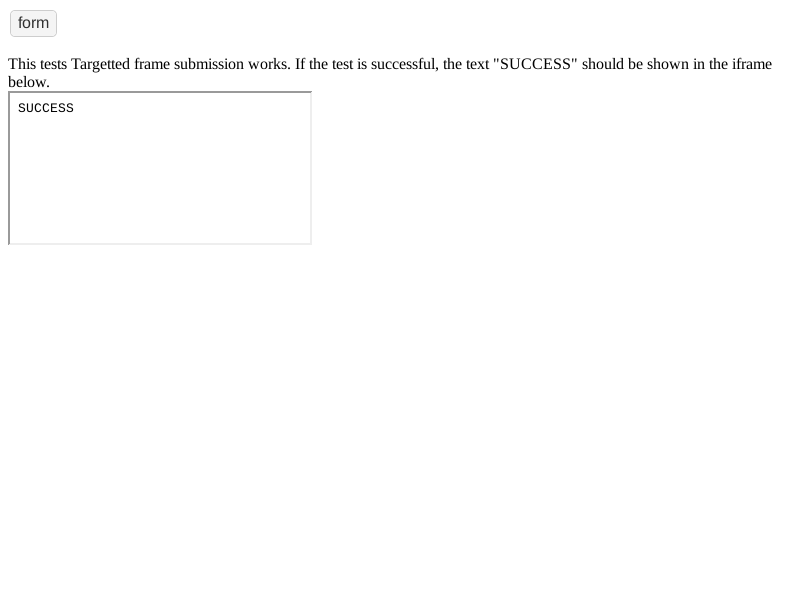 form
This tests Targetted frame submission works. If the test is successful, the text "SUCCESS" should be shown in the iframe
below.
SUCCESS